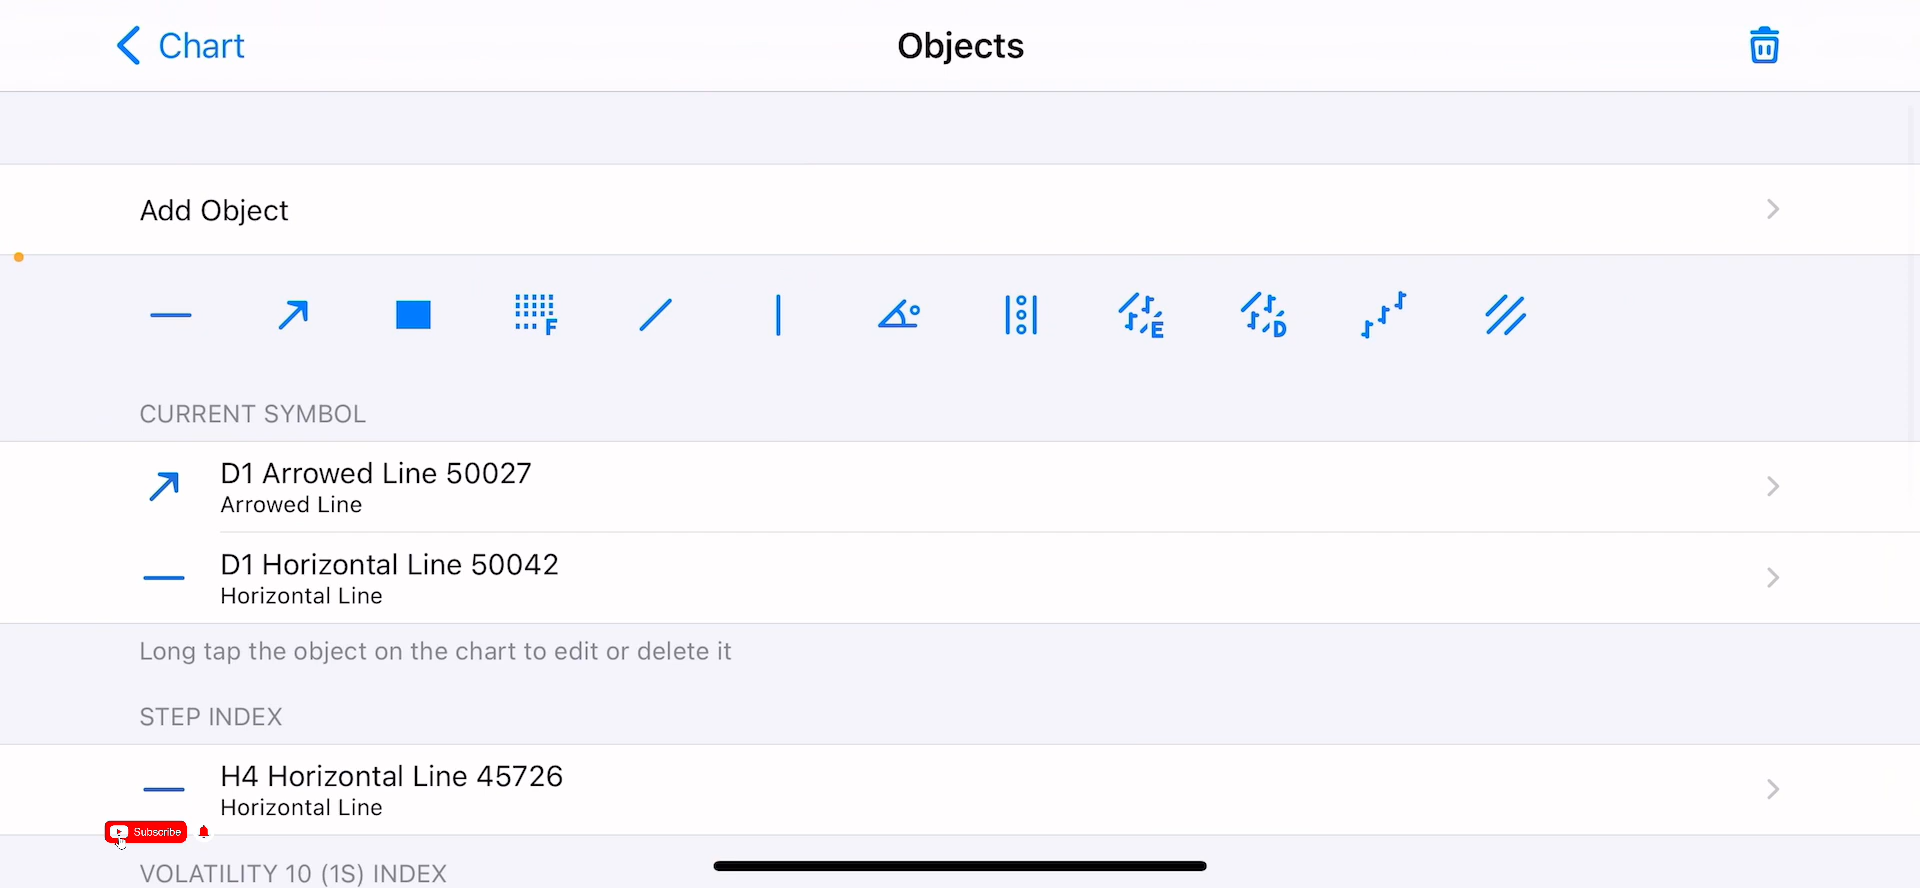 Chart
Objects
Add Object
F
E
D
CURRENT SYMBOL
D1 Arrowed Line 50027
Arrowed Line
D1 Horizontal Line 50042
Horizontal Line
Long tap the object on the chart to edit or delete it
STEP INDEX
H4 Horizontal Line 45726
Horizontal Line
Subscribe
VOLATILITY 10 (1S) INDEX